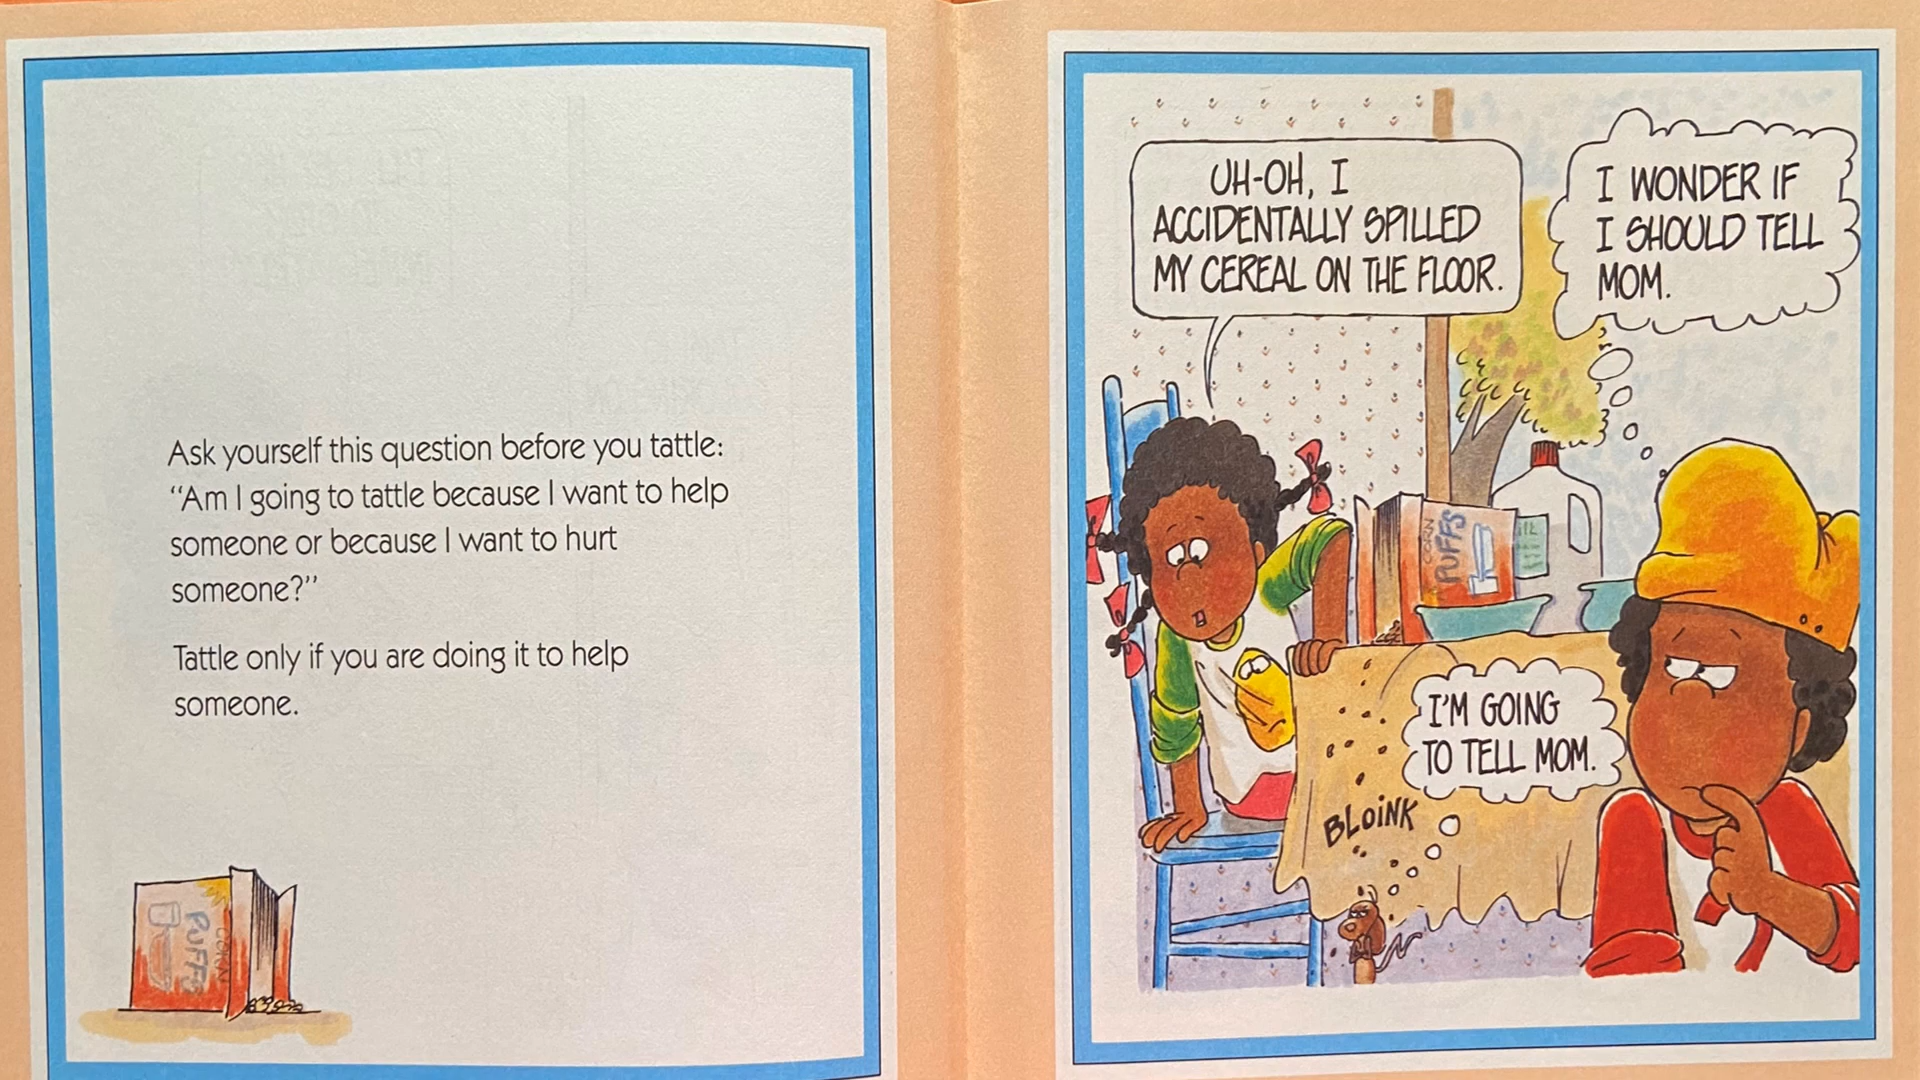 Ask yourself this question before you tattle:
“Am I going to tattle because I want to help
someone or because I want to hurt
someone?”
Tattle only if you are doing it to help
someone.
CORN
PUFFS
UH-OH, I
ACCIDENTALLY SPILLED
MY CEREAL ON THE FLOOR.
I WONDER IF
I SHOULD TELL
MOM.
CORN
PUFFS
I'M GOING
TO TELL MOM.
BLOINK